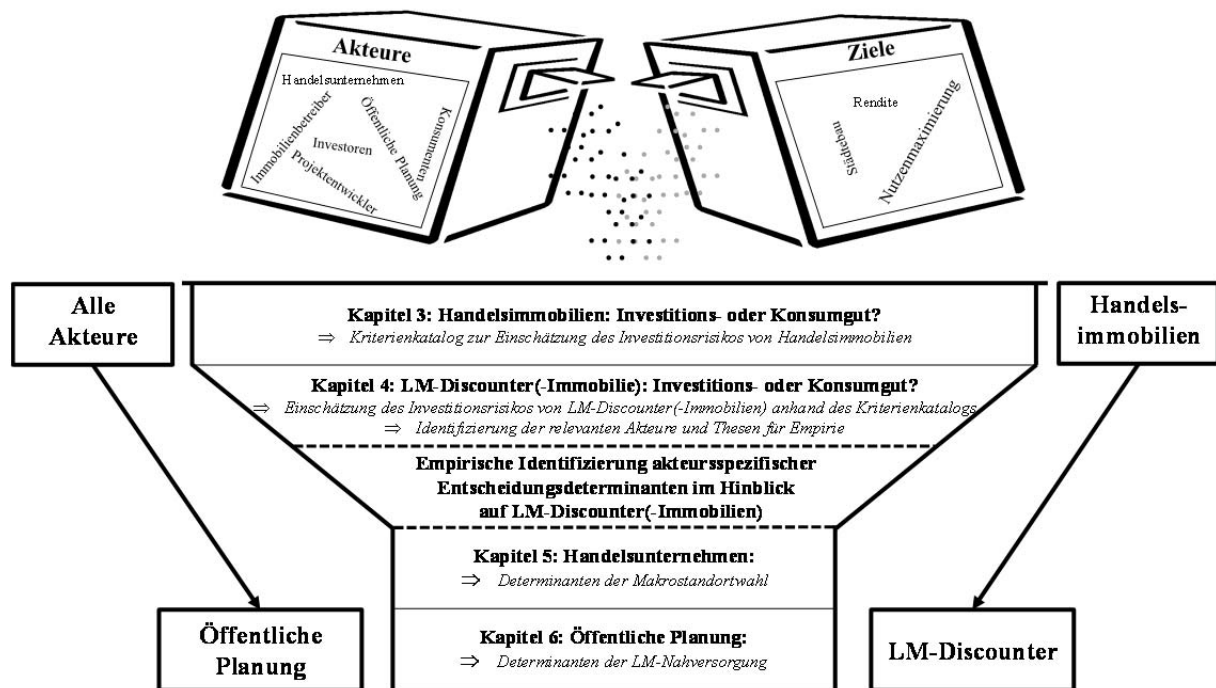 Akteure
Handelsunternehmen
Immobilienbetreiber
Öffentliche Planung
Konsumenten
Investoren
Projektentwickler
Ziele
Rendite
Städtebau
Nutzenmaximierung
Alle
Akteure
Handels-
immobilien
Kapitel 3: Handelsimmobilien: Investitions- oder Konsumgut?
⇒ Kriterienkatalog zur Einschätzung des Investitionsrisikos von Handelsimmobilien
Kapitel 4: LM-Discounter(-Immobilie): Investitions- oder Konsumgut?
⇒ Einschätzung des Investitionsrisikos von LM-Discounter(-Immobilien) anhand des Kriterienkatalogs
⇒ Identifizierung der relevanten Akteure und Thesen für Empirie
Empirische Identifizierung akteursspezifischer
Entscheidungsdeterminanten im Hinblick
auf LM-Discounter(-Immobilien)
Kapitel 5: Handelsunternehmen:
⇒ Determinanten der Makrostandortwahl
Kapitel 6: Öffentliche Planung:
⇒ Determinanten der LM-Nahversorgung
Öffentliche
Planung
LM-Discounter